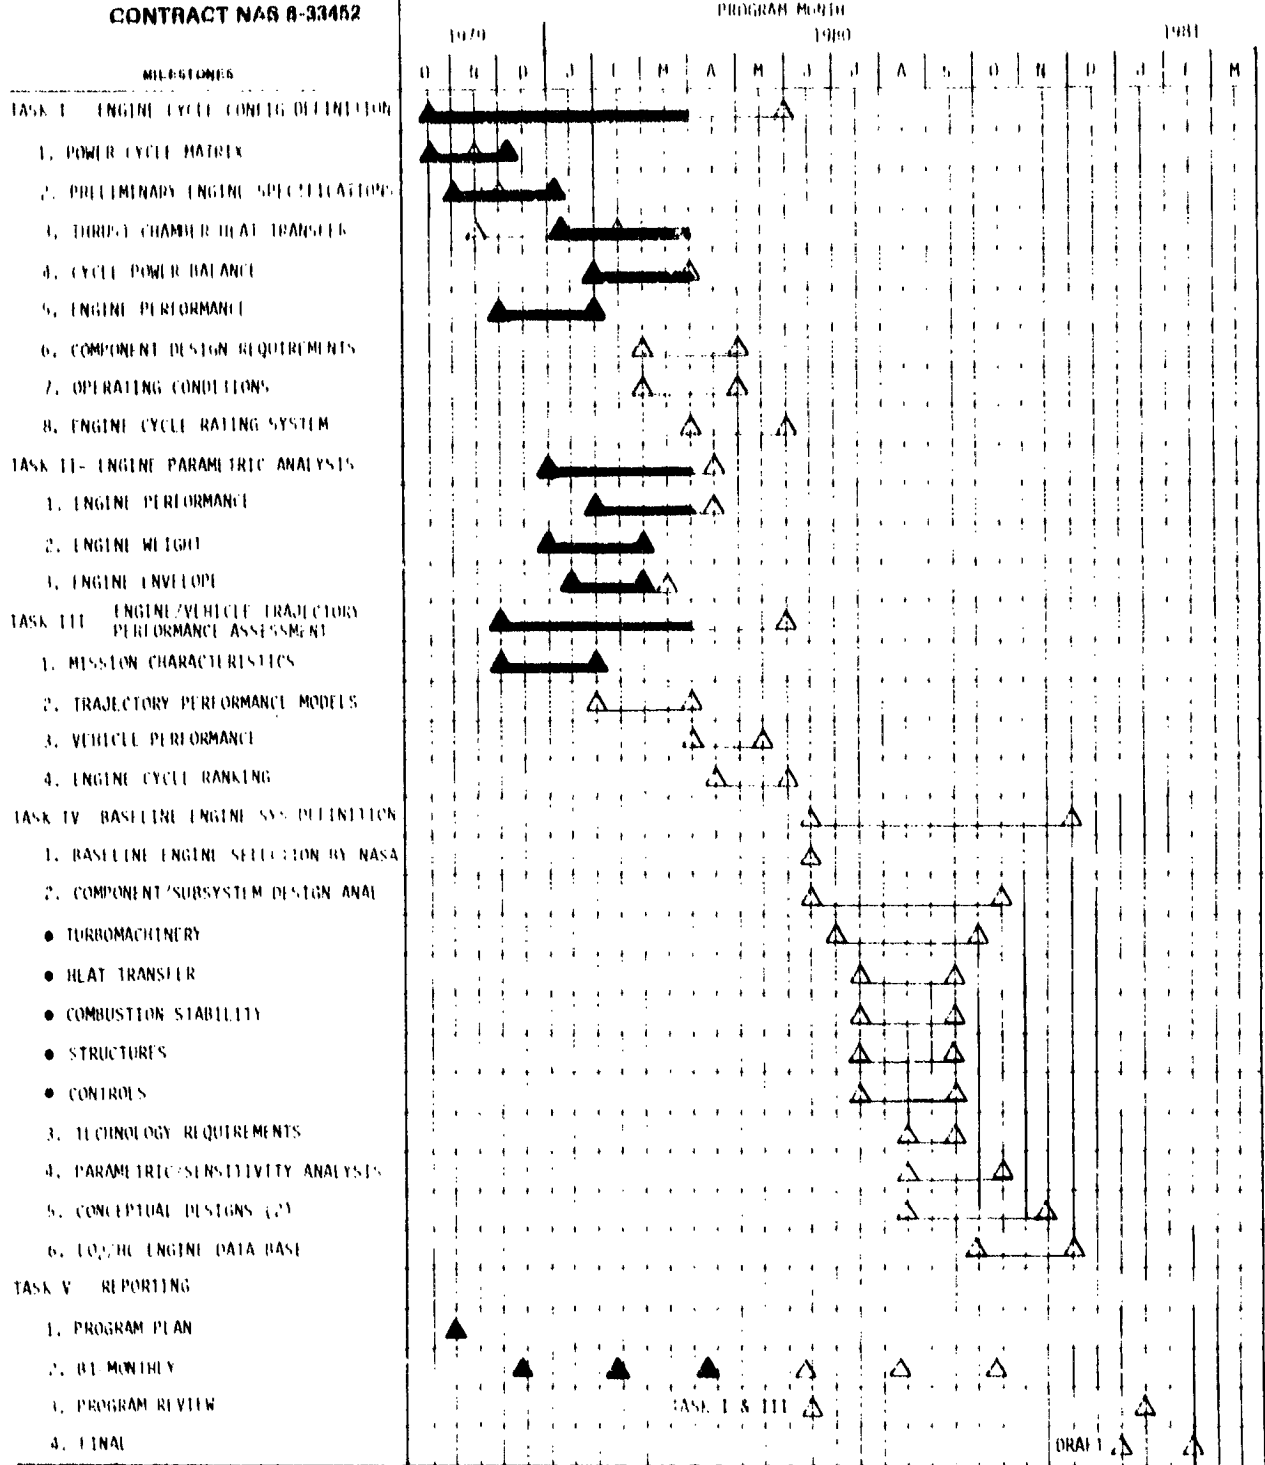 CONTRACT NAS 8-33452
PROGRAM MONTH
1979 1980 1981
MILESTONES O N D J F M A M J J A S O N D J F M
TASK I ENGINE CYCLE CONFIG DEFINITION
1. POWER CYCLE MATRIX
2. PRELIMINARY ENGINE SPECIFICATIONS
3. THRUST CHAMBER HEAT TRANSFER
4. CYCLE POWER BALANCE
5. ENGINE PERFORMANCE
6. COMPONENT DESIGN REQUIREMENTS
7. OPERATING CONDITIONS
8. ENGINE CYCLE RATING SYSTEM
TASK II- ENGINE PARAMETRIC ANALYSIS
1. ENGINE PERFORMANCE
2. ENGINE WEIGHT
3. ENGINE ENVELOPE
TASK III ENGINE/VEHICLE TRAJECTORY
PERFORMANCE ASSESSMENT
1. MISSION CHARACTERISTICS
2. TRAJECTORY PERFORMANCE MODELS
3. VEHICLE PERFORMANCE
4. ENGINE CYCLE RANKING
TASK IV BASELINE ENGINE SYS DEFINITION
1. BASELINE ENGINE SELECTION BY NASA
2. COMPONENT/SUBSYSTEM DESIGN ANAL
● TURBOMACHINERY
● HEAT TRANSFER
● COMBUSTION STABILITY
● STRUCTURES
● CONTROLS
3. TECHNOLOGY REQUIREMENTS
4. PARAMETRIC/SENSITIVITY ANALYSIS
5. CONCEPTUAL DESIGNS (2)
6. LO2/HC ENGINE DATA BASE
TASK V REPORTING
1. PROGRAM PLAN
2. BI-MONTHLY
3. PROGRAM REVIEW TASK I & III
4. FINAL DRAFT